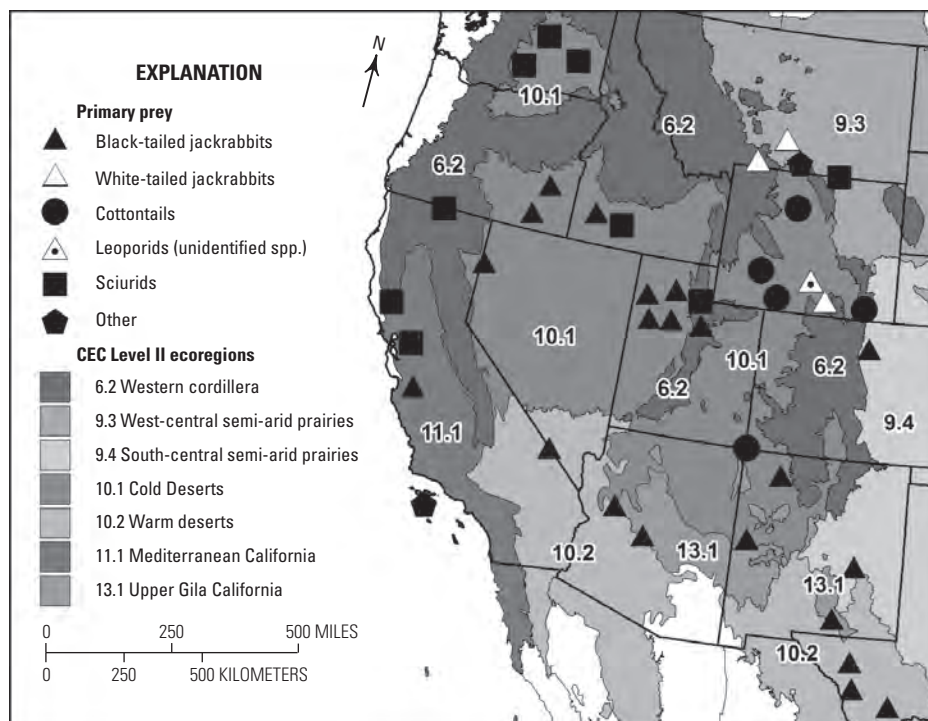 EXPLANATION
Primary prey
Black-tailed jackrabbits
White-tailed jackrabbits
Cottontails
Leoporids (unidentified spp.)
Sciurids
Other
CEC Level II ecoregions
6.2 Western cordillera
9.3 West-central semi-arid prairies
9.4 South-central semi-arid prairies
10.1 Cold Deserts
10.2 Warm deserts
11.1 Mediterranean California
13.1 Upper Gila California
0 250 500 MILES
0 250 500 KILOMETERS
N
10.1
6.2
9.3
6.2
10.1
10.1
6.2
6.2
9.4
11.1
10.2
13.1
13.1
10.2